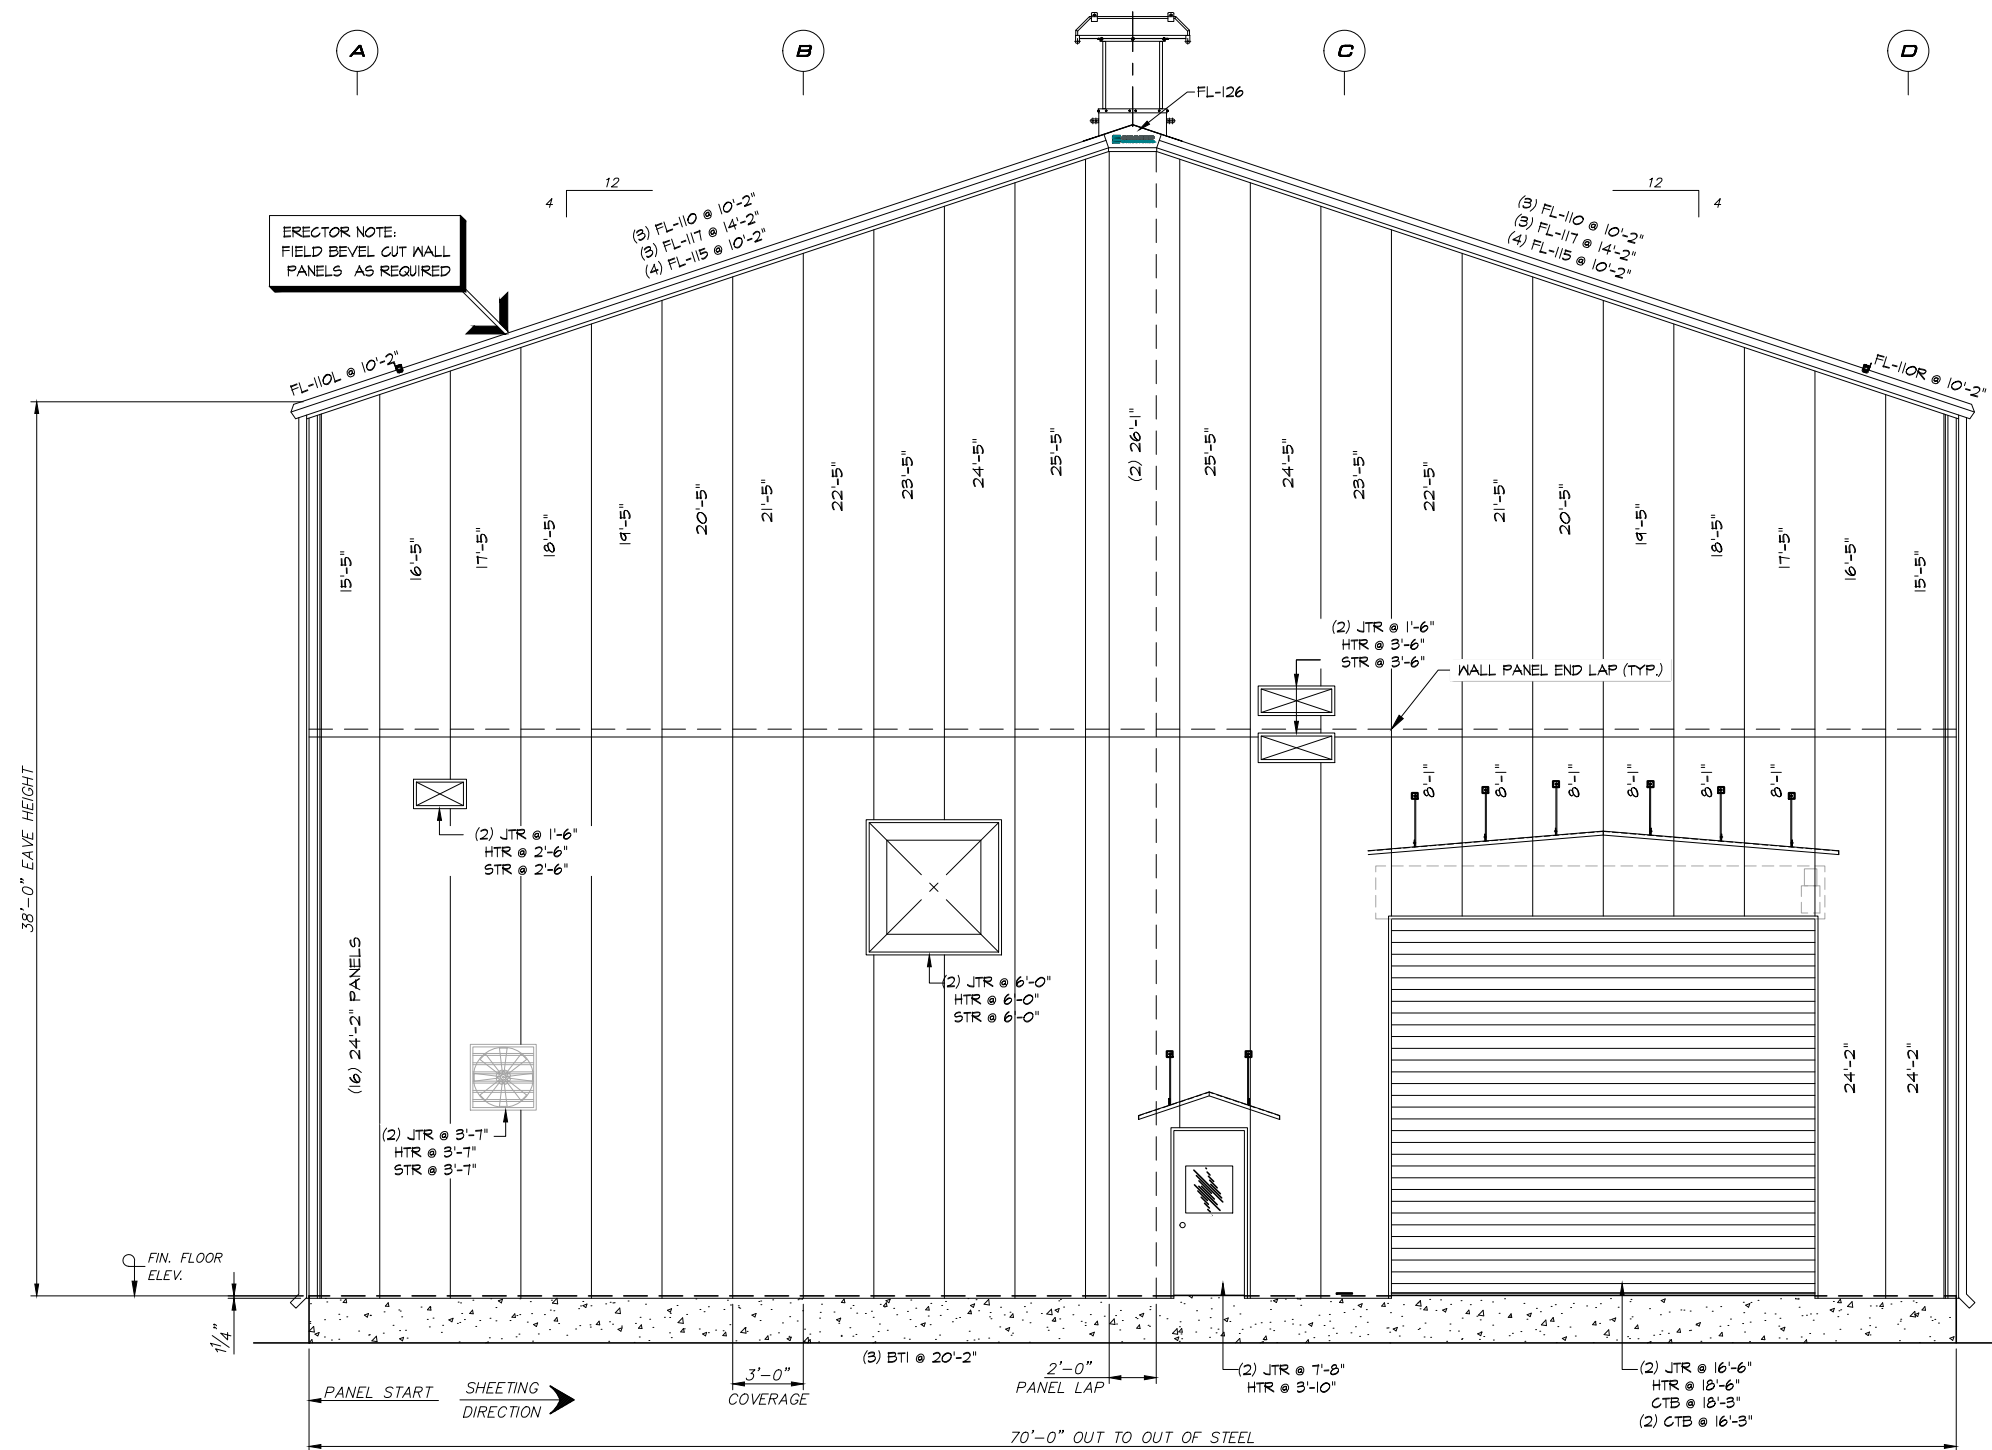 A
B
C
D
FL-126
12
4
12
4
(3) FL-110 @ 10'-2"
(3) FL-117 @ 14'-2"
(4) FL-115 @ 10'-2"
(3) FL-110 @ 10'-2"
(3) FL-117 @ 14'-2"
(4) FL-115 @ 10'-2"
ERECTOR NOTE:
FIELD BEVEL CUT WALL
PANELS AS REQUIRED
FL-110L @ 10'-2"
FL-110R @ 10'-2"
15'-5"
16'-5"
17'-5"
18'-5"
19'-5"
20'-5"
21'-5"
22'-5"
23'-5"
24'-5"
25'-5"
(2) 26'-1"
25'-5"
24'-5"
23'-5"
22'-5"
21'-5"
20'-5"
19'-5"
18'-5"
17'-5"
16'-5"
15'-5"
(2) JTR @ 1'-6"
HTR @ 3'-6"
STR @ 3'-6"
WALL PANEL END LAP (TYP.)
38'-0" EAVE HEIGHT
8'-1"
8'-1"
8'-1"
8'-1"
8'-1"
8'-1"
(2) JTR @ 1'-6"
HTR @ 2'-6"
STR @ 2'-6"
(16) 24'-2" PANELS
(2) JTR @ 6'-0"
HTR @ 6'-0"
STR @ 6'-0"
24'-2"
24'-2"
(2) JTR @ 3'-7"
HTR @ 3'-7"
STR @ 3'-7"
FIN. FLOOR
ELEV.
1 1/4"
(3) BT1 @ 20'-2"
PANEL START
SHEETING
DIRECTION
3'-0"
COVERAGE
2'-0"
PANEL LAP
(2) JTR @ 7'-8"
HTR @ 3'-10"
(2) JTR @ 16'-6"
HTR @ 18'-6"
CTB @ 18'-3"
(2) CTB @ 16'-3"
70'-0" OUT TO OUT OF STEEL